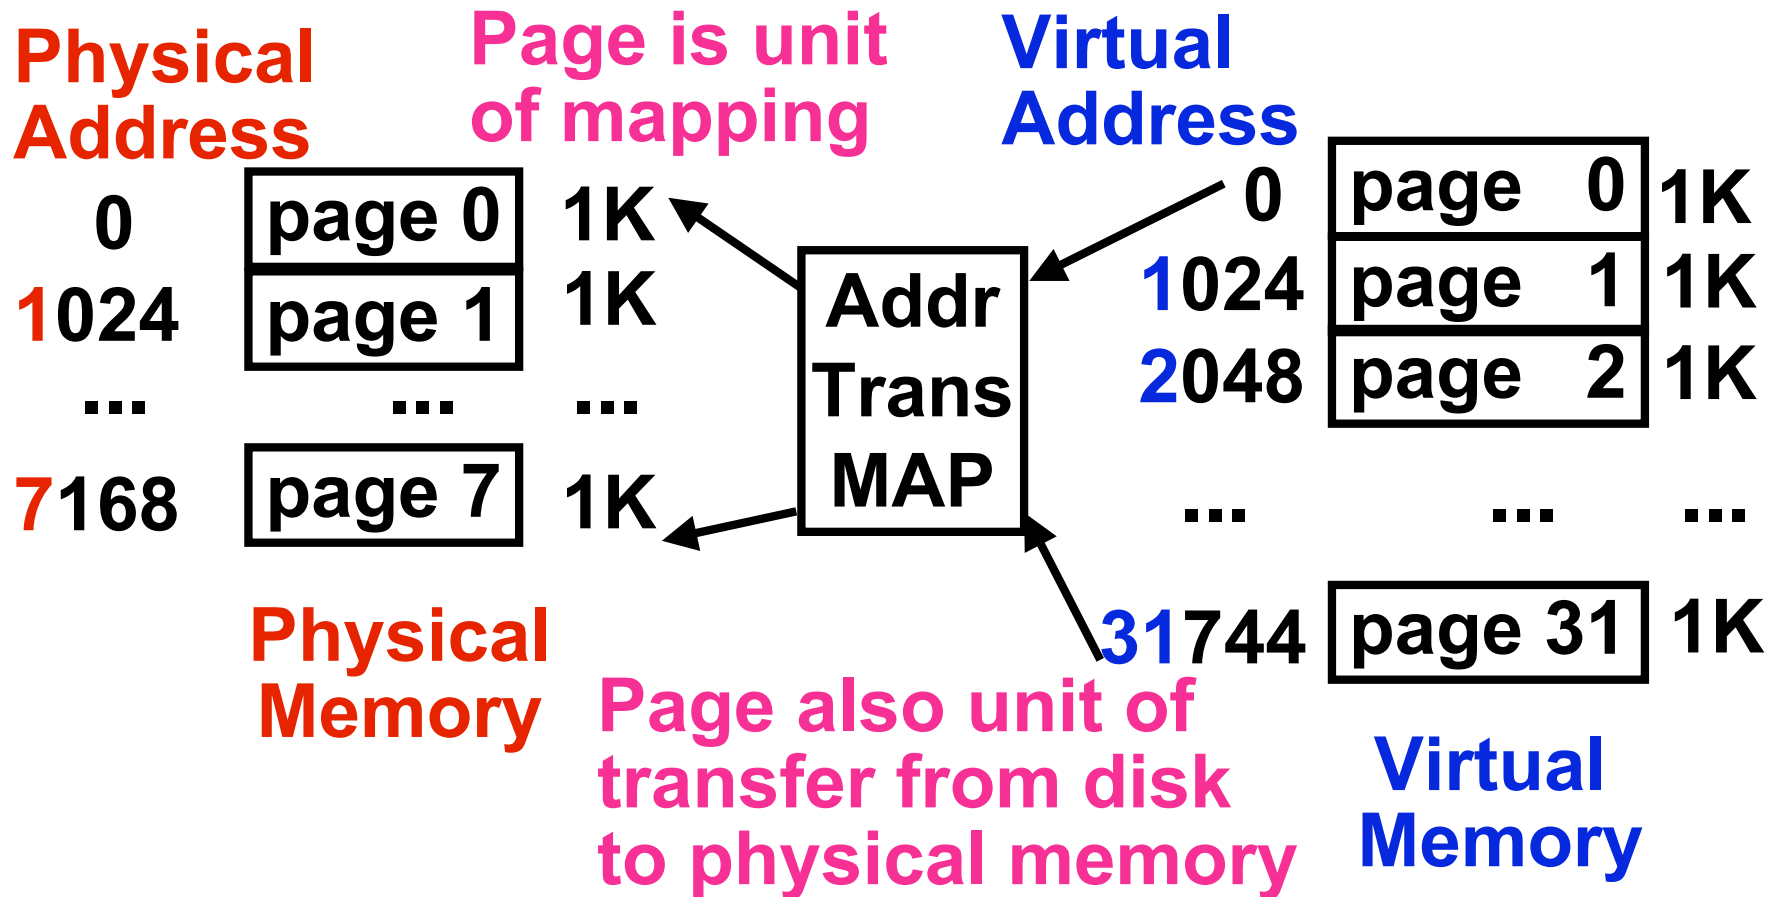 Physical
Address
Page is unit
of mapping
Virtual
Address
0 page 0 1K
1024 page 1 1K
... ... ...
7168 page 7 1K
Physical
Memory
Addr
Trans
MAP
0 page 0 1K
1024 page 1 1K
2048 page 2 1K
... ... ...
31744 page 31 1K
Virtual
Memory
Page also unit of
transfer from disk
to physical memory